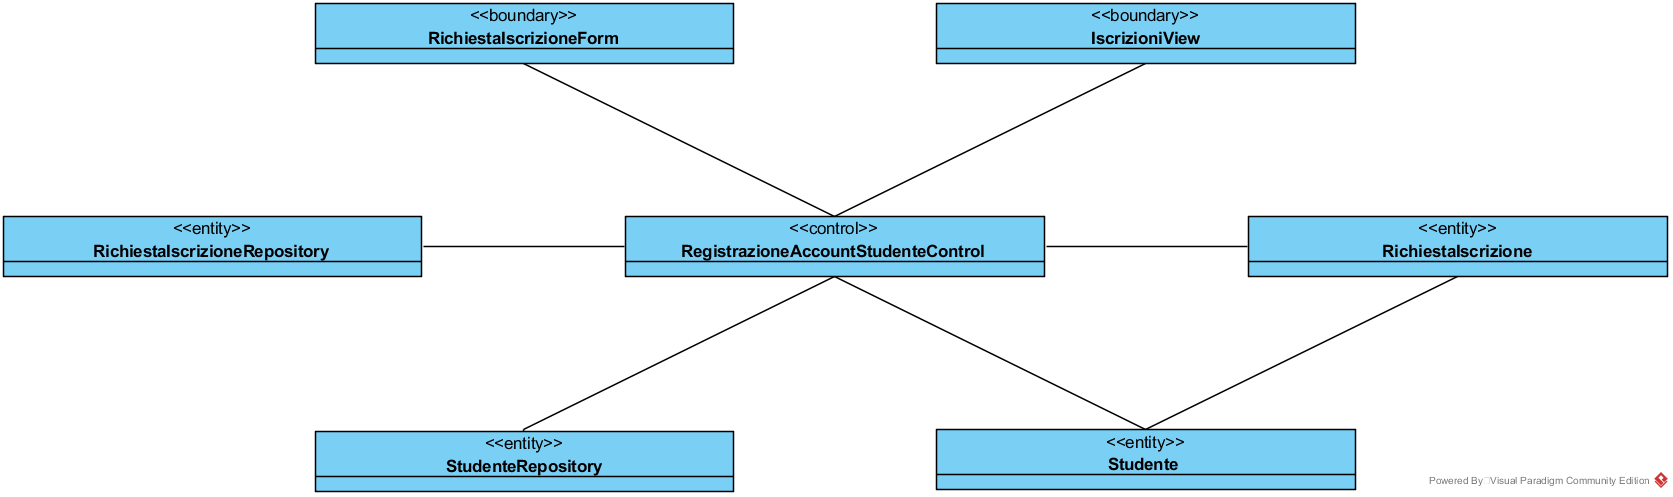 <<boundary>>
RichiestaIscrizioneForm
<<boundary>>
IscrizioniView
<<entity>>
RichiestaIscrizioneRepository
<<control>>
RegistrazioneAccountStudenteControl
<<entity>>
RichiestaIscrizione
<<entity>>
StudenteRepository
<<entity>>
Studente
Powered By Visual Paradigm Community Edition